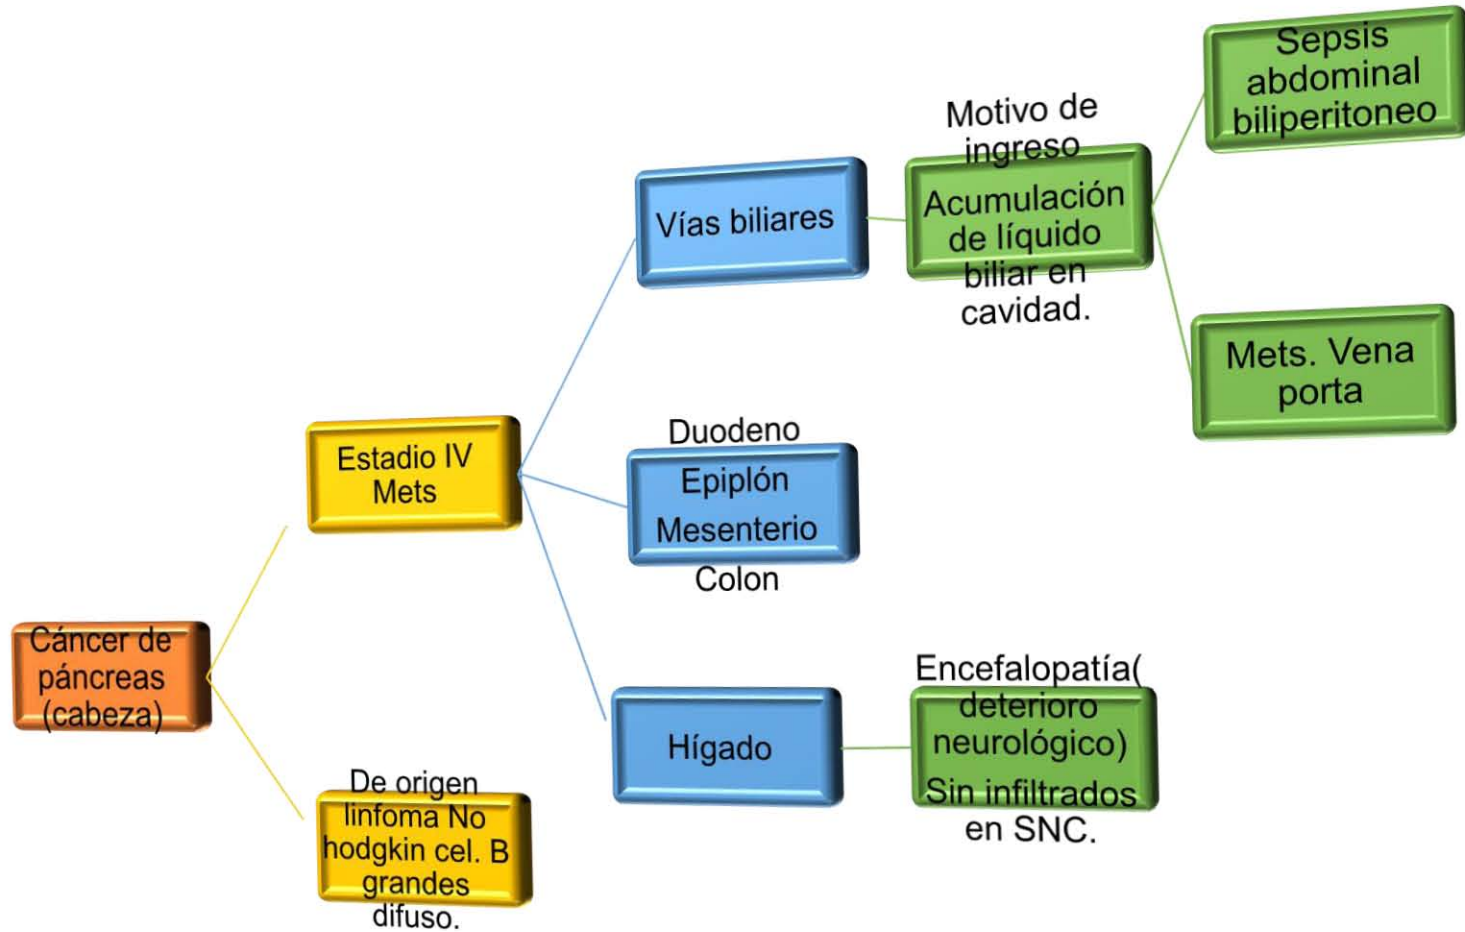 Cáncer de
páncreas
(cabeza)
Estadio IV
Mets
De origen
linfoma No
hodgkin cel. B
grandes
difuso.
Vías biliares
Duodeno
Epiplón
Mesenterio
Colon
Hígado
Motivo de
ingreso
Acumulación
de líquido
biliar en
cavidad.
Encefalopatía(
deterioro
neurológico)
Sin infiltrados
en SNC.
Sepsis
abdominal
biliperitoneo
Mets. Vena
porta